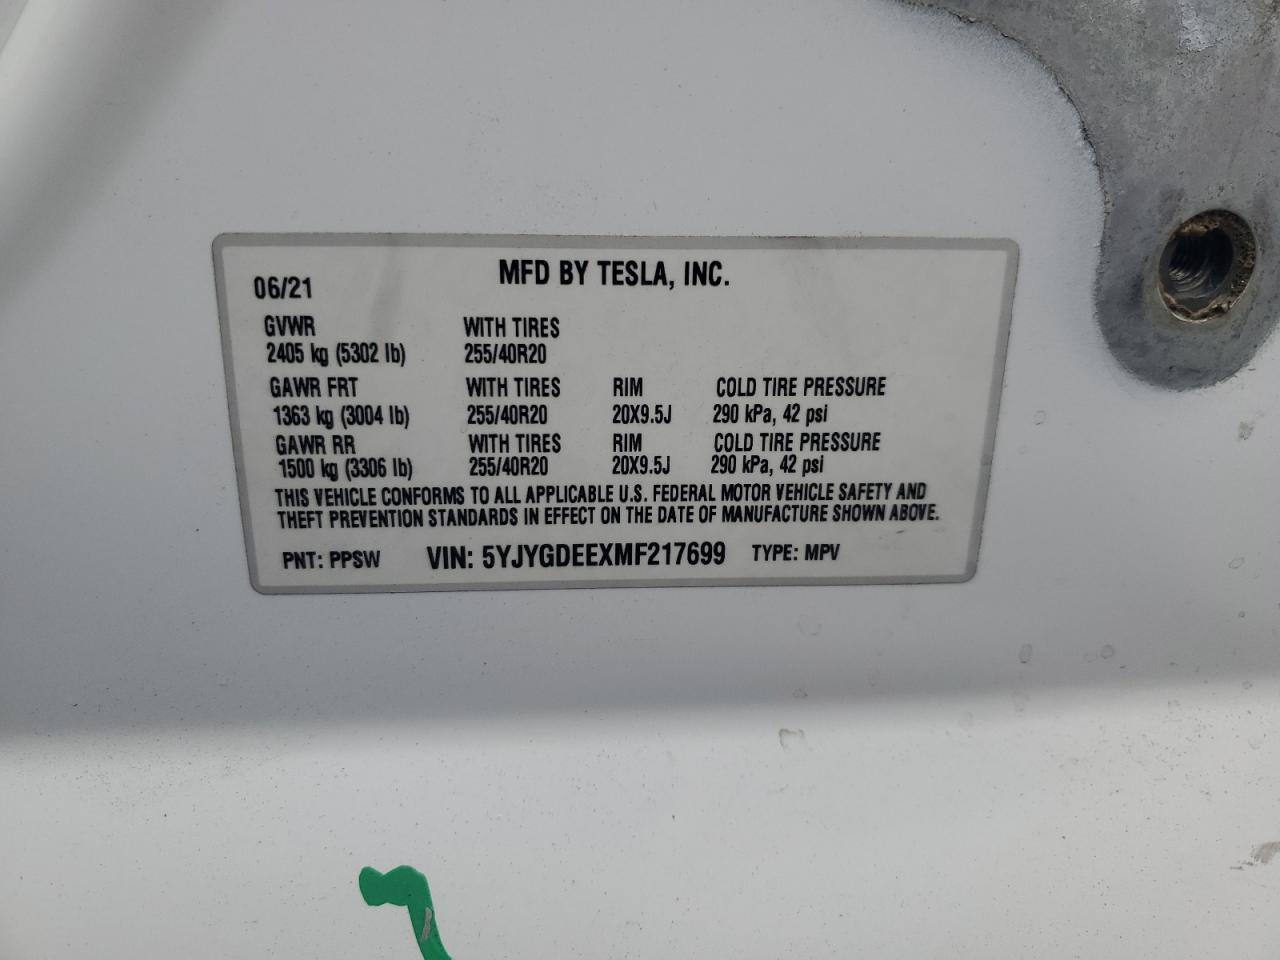 MFD BY TESLA, INC.
06/21
GVWR WITH TIRES
2405 kg (5302 lb) 255/40R20
GAWR FRT WITH TIRES RIM COLD TIRE PRESSURE
1363 kg (3004 lb) 255/40R20 20X9.5J 290 kPa, 42 psi
GAWR RR WITH TIRES RIM COLD TIRE PRESSURE
1500 kg (3306 lb) 255/40R20 20X9.5J 290 kPa, 42 psi
THIS VEHICLE CONFORMS TO ALL APPLICABLE U.S. FEDERAL MOTOR VEHICLE SAFETY AND
THEFT PREVENTION STANDARDS IN EFFECT ON THE DATE OF MANUFACTURE SHOWN ABOVE.
PNT: PPSW VIN: 5YJYGDEEXMF217699 TYPE: MPV